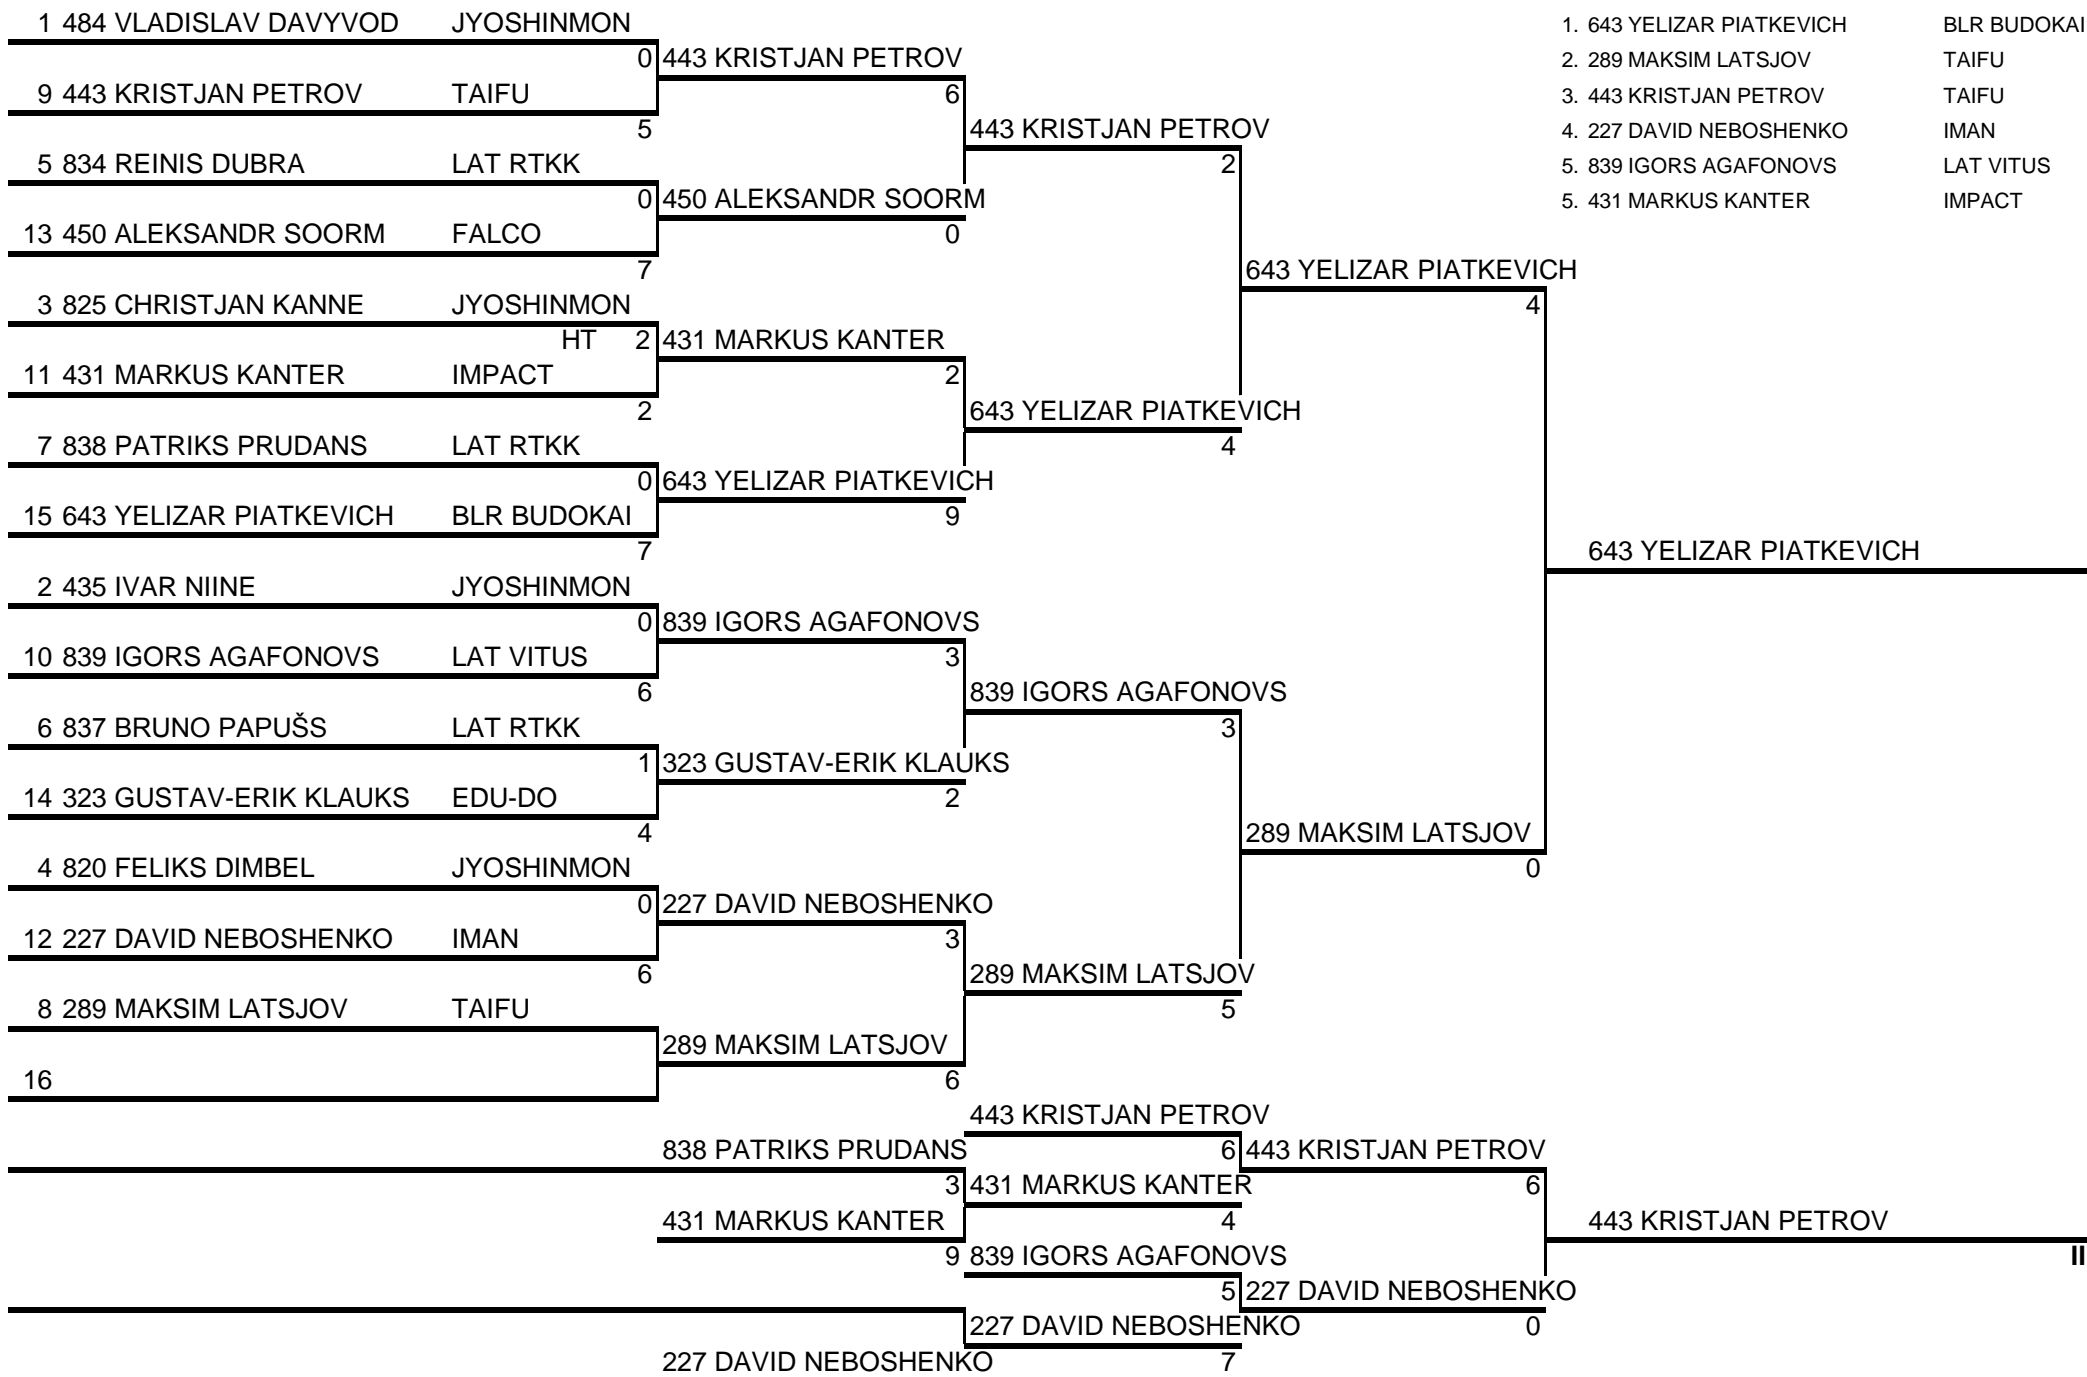 1 484 VLADISLAV DAVYVOD JYOSHINMON
1. 643 YELIZAR PIATKEVICH BLR BUDOKAI
0 443 KRISTJAN PETROV
2. 289 MAKSIM LATSJOV TAIFU
9 443 KRISTJAN PETROV TAIFU
6
3. 443 KRISTJAN PETROV TAIFU
5
443 KRISTJAN PETROV
4. 227 DAVID NEBOSHENKO IMAN
5 834 REINIS DUBRA LAT RTKK
2
5. 839 IGORS AGAFONOVS LAT VITUS
0 450 ALEKSANDR SOORM
5. 431 MARKUS KANTER IMPACT
13 450 ALEKSANDR SOORM FALCO
0
7
643 YELIZAR PIATKEVICH
3 825 CHRISTJAN KANNE JYOSHINMON
4
HT 2 431 MARKUS KANTER
11 431 MARKUS KANTER IMPACT
2
2
643 YELIZAR PIATKEVICH
7 838 PATRIKS PRUDANS LAT RTKK
4
0 643 YELIZAR PIATKEVICH
15 643 YELIZAR PIATKEVICH BLR BUDOKAI
9
7
643 YELIZAR PIATKEVICH
2 435 IVAR NIINE JYOSHINMON
0 839 IGORS AGAFONOVS
10 839 IGORS AGAFONOVS LAT VITUS
3
6
839 IGORS AGAFONOVS
6 837 BRUNO PAPUŠS LAT RTKK
3
1 323 GUSTAV-ERIK KLAUKS
14 323 GUSTAV-ERIK KLAUKS EDU-DO
2
4
289 MAKSIM LATSJOV
4 820 FELIKS DIMBEL JYOSHINMON
0
0 227 DAVID NEBOSHENKO
12 227 DAVID NEBOSHENKO IMAN
3
6
289 MAKSIM LATSJOV
8 289 MAKSIM LATSJOV TAIFU
5
289 MAKSIM LATSJOV
16
6
443 KRISTJAN PETROV
838 PATRIKS PRUDANS
6 443 KRISTJAN PETROV
3 431 MARKUS KANTER
6
431 MARKUS KANTER
4
443 KRISTJAN PETROV
9 839 IGORS AGAFONOVS
II
5 227 DAVID NEBOSHENKO
227 DAVID NEBOSHENKO
0
227 DAVID NEBOSHENKO
7